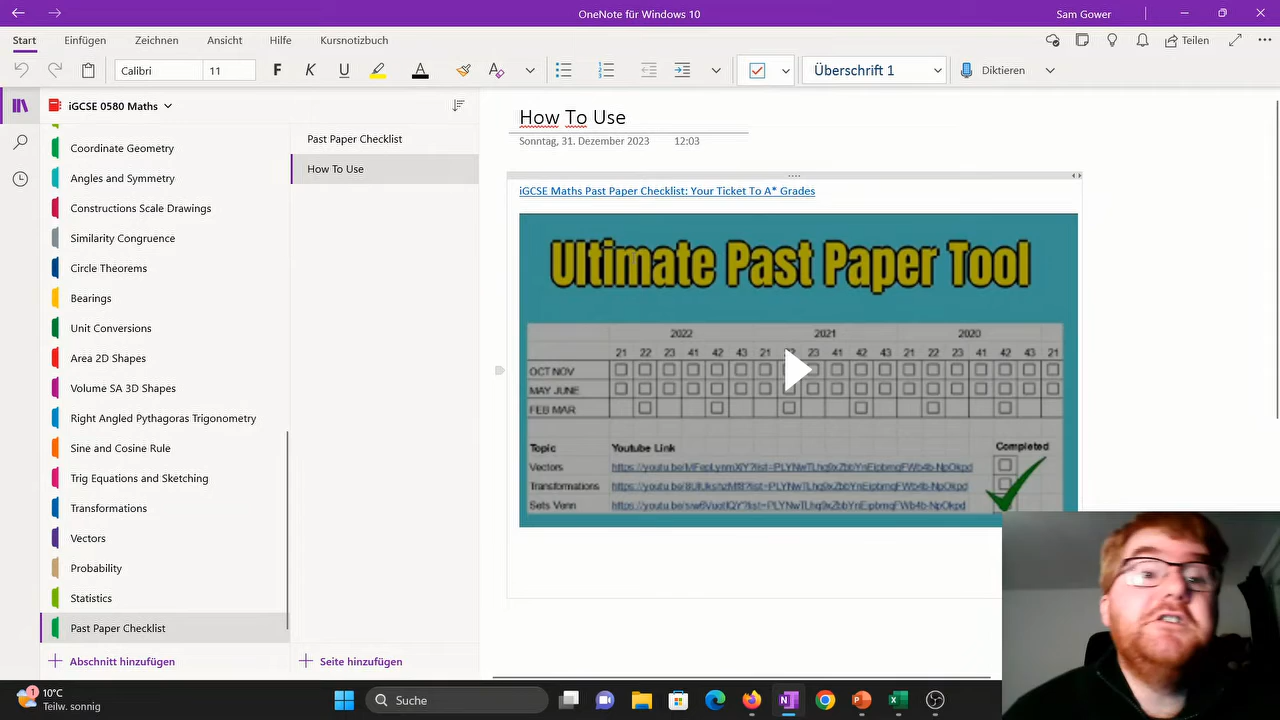 OneNote für Windows 10
Sam Gower
Start
Einfügen
Zeichnen
Ansicht
Hilfe
Kursnotizbuch
Teilen
Calibri
11
F
K
U
A
Überschrift 1
Diktieren
iGCSE 0580 Maths
Coordinate Geometry
Angles and Symmetry
Constructions Scale Drawings
Similarity Congruence
Circle Theorems
Bearings
Unit Conversions
Area 2D Shapes
Volume SA 3D Shapes
Right Angled Pythagoras Trigonometry
Sine and Cosine Rule
Trig Equations and Sketching
Transformations
Vectors
Probability
Statistics
Past Paper Checklist
Abschnitt hinzufügen
Past Paper Checklist
How To Use
Seite hinzufügen
How To Use
Sonntag, 31. Dezember 2023 12:03
iGCSE Maths Past Paper Checklist: Your Ticket To A* Grades
Ultimate Past Paper Tool
2022 2021 2020
21 22 23 41 42 43 21 23 41 42 43 21 22 23 41 42 43 21
OCT NOV
MAY JUNE
FEB MAR
Topic Youtube Link Completed
Vectors
Transformations
Sets Venn
1
10°C
Teilw. sonnig
Suche